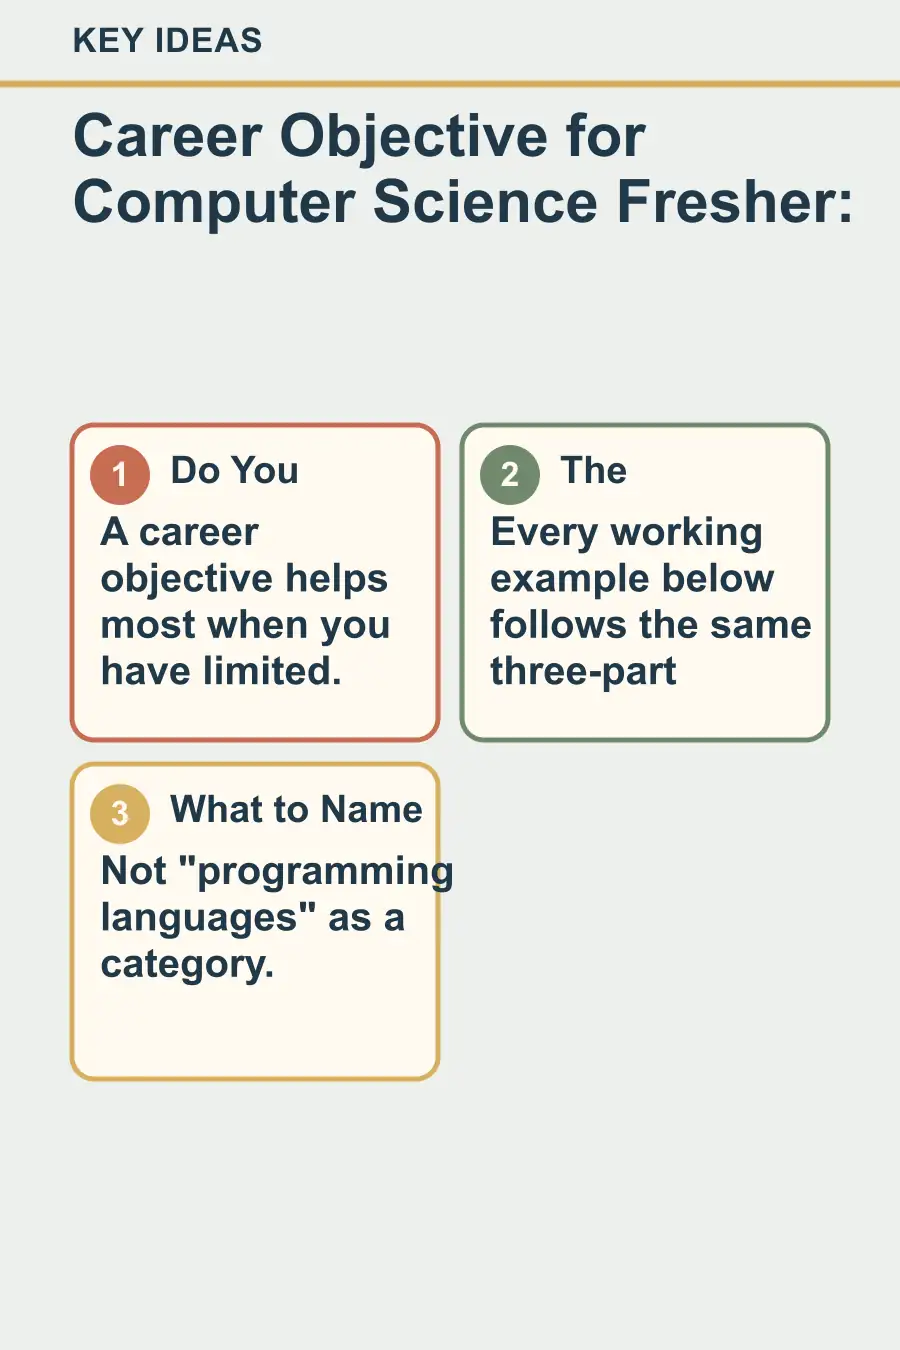 KEY IDEAS
Career Objective for
Computer Science Fresher:
1 Do You
A career
objective helps
most when you
have limited.
2 The
Every working
example below
follows the same
three-part
3 What to Name
Not "programming
languages" as a
category.